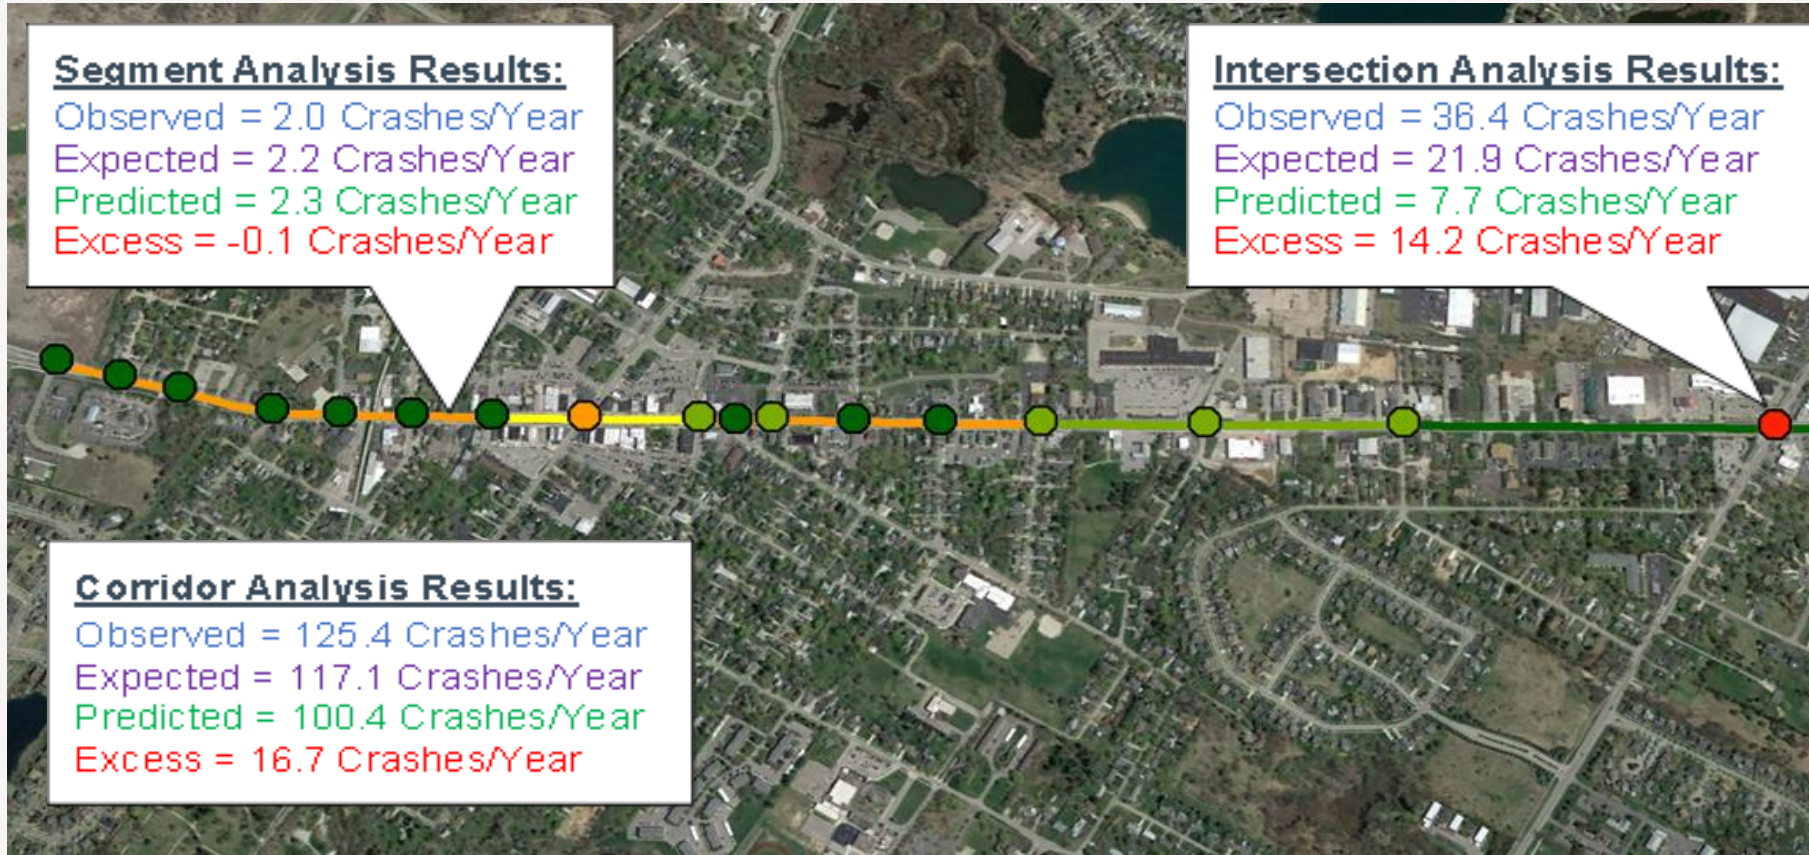 Segment Analysis Results:
Observed = 2.0 Crashes/Year
Expected = 2.2 Crashes/Year
Predicted = 2.3 Crashes/Year
Excess = -0.1 Crashes/Year
Intersection Analysis Results:
Observed = 36.4 Crashes/Year
Expected = 21.9 Crashes/Year
Predicted = 7.7 Crashes/Year
Excess = 14.2 Crashes/Year
Corridor Analysis Results:
Observed = 125.4 Crashes/Year
Expected = 117.1 Crashes/Year
Predicted = 100.4 Crashes/Year
Excess = 16.7 Crashes/Year